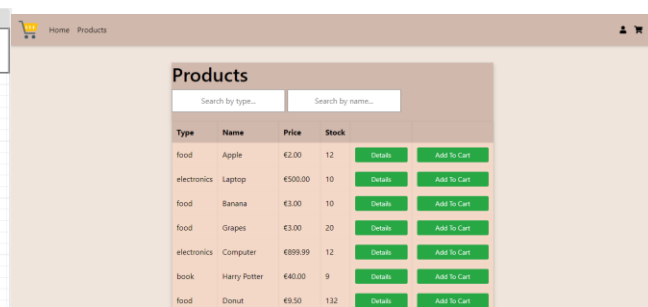 Home Products
Products
Search by type... Search by name...
Type Name Price Stock
food Apple €2.00 12 Details Add To Cart
electronics Laptop €500.00 10 Details Add To Cart
food Banana €3.00 10 Details Add To Cart
food Grapes €3.00 20 Details Add To Cart
electronics Computer €899.99 12 Details Add To Cart
book Harry Potter €40.00 9 Details Add To Cart
food Donut €9.50 132 Details Add To Cart